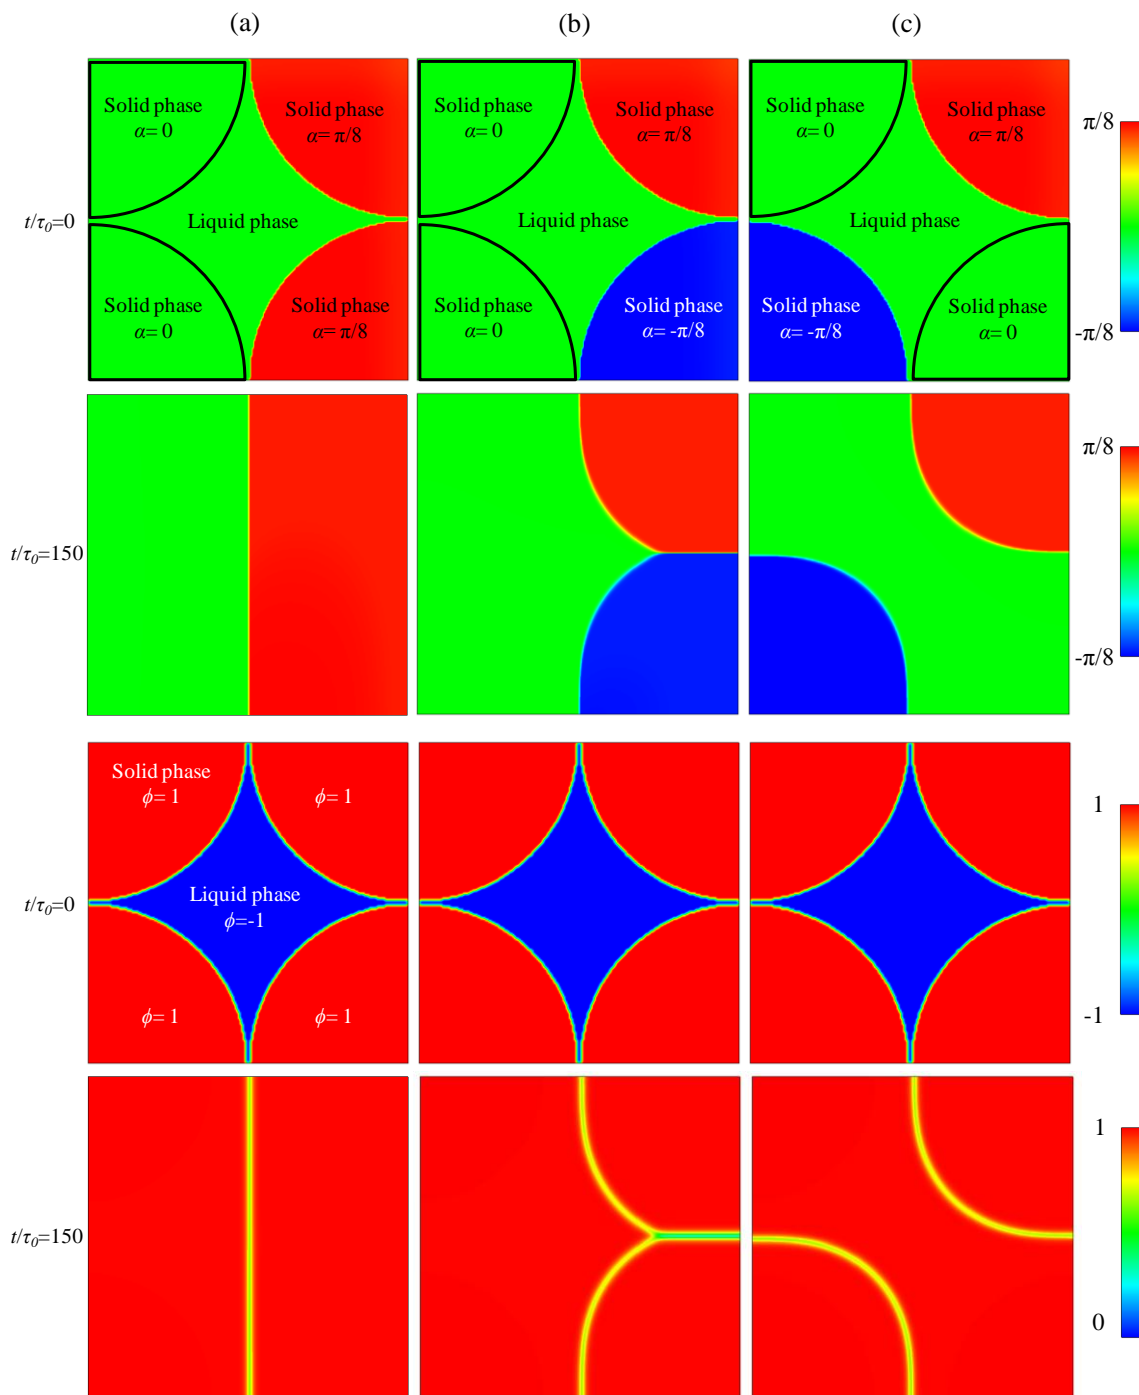 (a) (b) (c)
Solid phase
α= 0
Solid phase
α= π/8
Liquid phase
Solid phase
α= 0
Solid phase
α= π/8
Solid phase
α= 0
Solid phase
α= π/8
Liquid phase
Solid phase
α= 0
Solid phase
α= -π/8
Solid phase
α= 0
Solid phase
α= π/8
Liquid phase
Solid phase
α= -π/8
Solid phase
α= 0
t/τ0=0
π/8
-π/8
t/τ0=150
π/8
-π/8
Solid phase
ϕ= 1
ϕ= 1
Liquid phase
ϕ=-1
ϕ= 1
ϕ= 1
t/τ0=0
1
-1
t/τ0=150
1
0